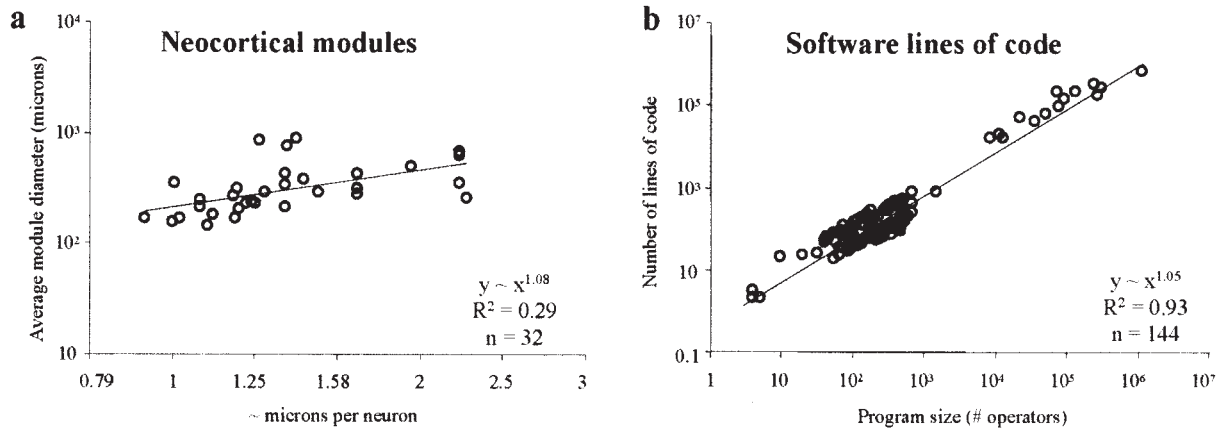 a
Neocortical modules
Average module diameter (microns)
10⁴
10³
10²
10
y ~ x^1.08
R² = 0.29
n = 32
0.79 1 1.25 1.58 2 2.5 3
~ microns per neuron
b
Software lines of code
Number of lines of code
10⁷
10⁵
10³
10
0.1
y ~ x^1.05
R² = 0.93
n = 144
1 10 10² 10³ 10⁴ 10⁵ 10⁶ 10⁷
Program size (# operators)